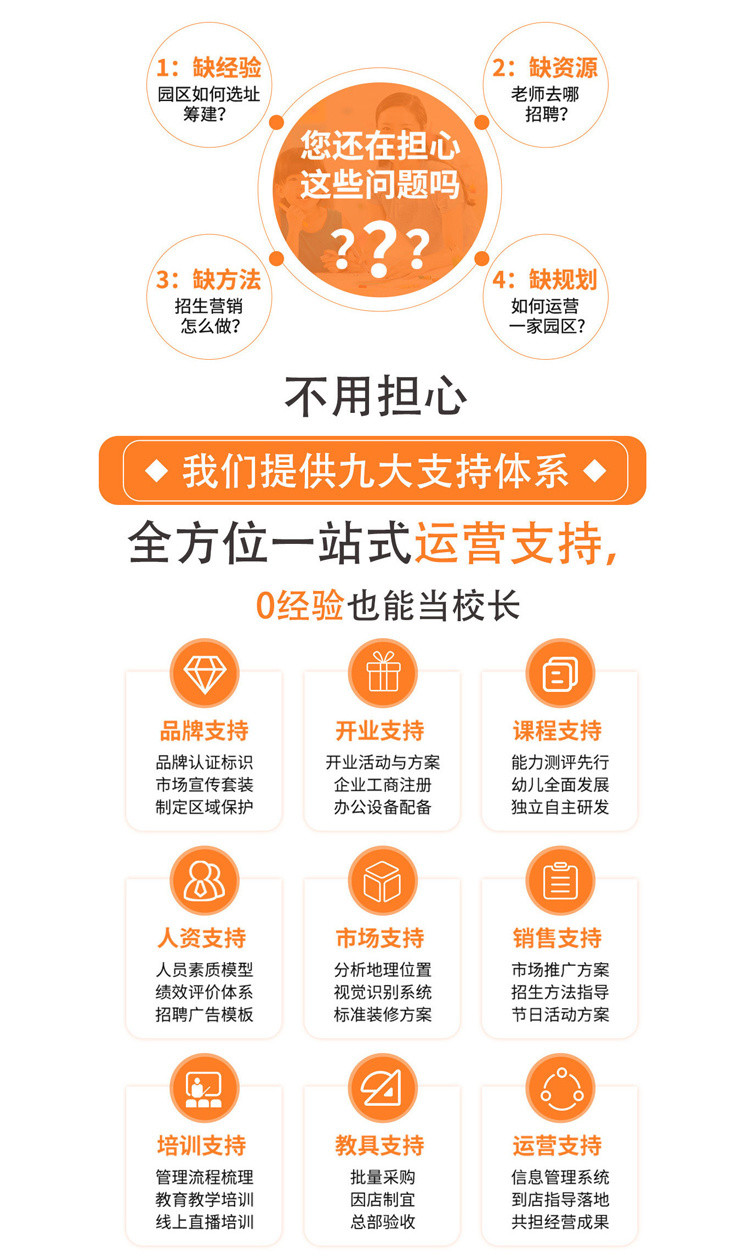 1：缺经验
园区如何选址
筹建？
2：缺资源
老师去哪
招聘？
您还在担心
这些问题吗
???
3：缺方法
招生营销
怎么做？
4：缺规划
如何运营
一家园区？
不用担心
我们提供九大支持体系
全方位一站式运营支持，
0经验也能当校长
品牌支持
品牌认证标识
市场宣传套装
制定区域保护
开业支持
开业活动与方案
企业工商注册
办公设备配备
课程支持
能力测评先行
幼儿全面发展
独立自主研发
人资支持
人员素质模型
绩效评价体系
招聘广告模板
市场支持
分析地理位置
视觉识别系统
标准装修方案
销售支持
市场推广方案
招生方法指导
节日活动方案
培训支持
管理流程梳理
教育教学培训
线上直播培训
教具支持
批量采购
因店制宜
总部验收
运营支持
信息管理系统
到店指导落地
共担经营成果